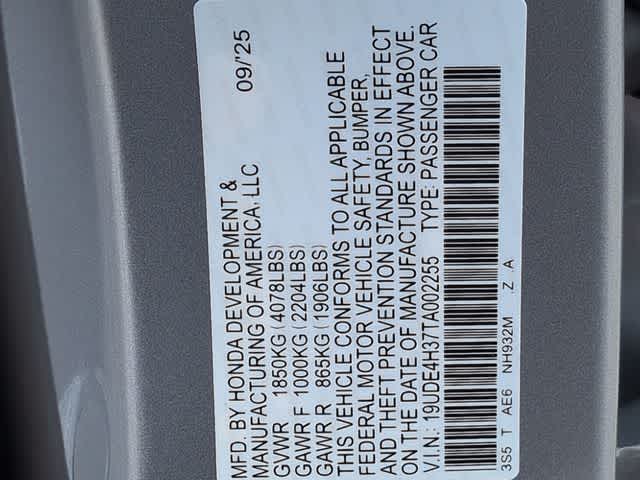 MFD. BY HONDA DEVELOPMENT & 09/'25
MANUFACTURING OF AMERICA, LLC
GVWR 1850KG(4078LBS)
GAWR F 1000KG(2204LBS)
GAWR R 865KG(1906LBS)
THIS VEHICLE CONFORMS TO ALL APPLICABLE
FEDERAL MOTOR VEHICLE SAFETY, BUMPER,
AND THEFT PREVENTION STANDARDS IN EFFECT
ON THE DATE OF MANUFACTURE SHOWN ABOVE.
V.I.N.: 19UDE4H37TA002255 TYPE: PASSENGER CAR
3S5 T AE6 NH932M .Z .A